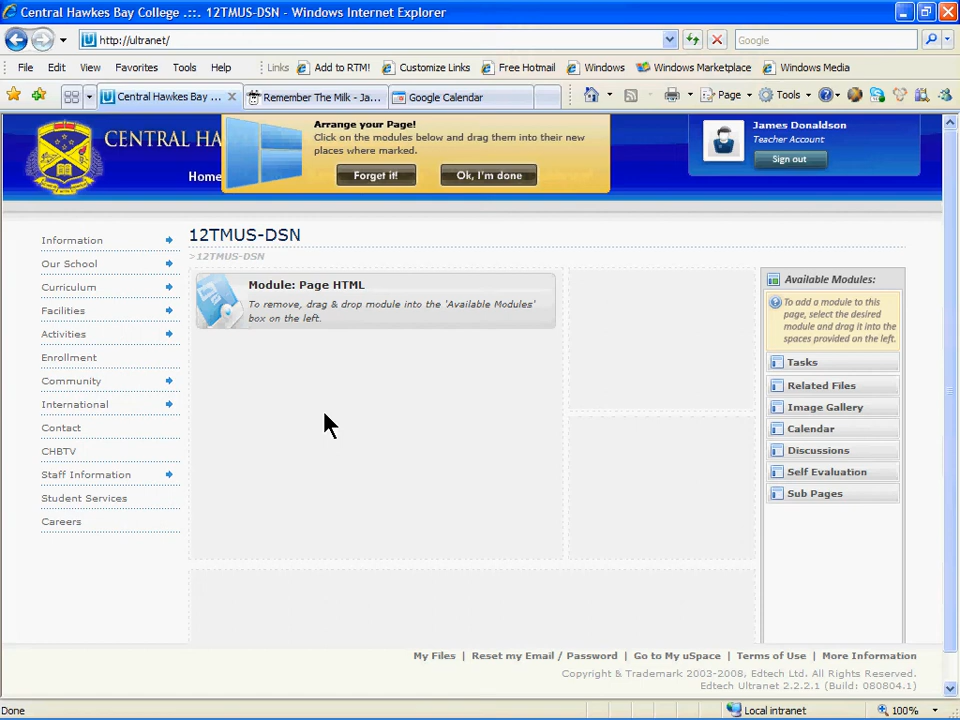 Central Hawkes Bay College .::. 12TMUS-DSN - Windows Internet Explorer
http://ultranet/
Google
File Edit View Favorites Tools Help Links Add to RTM! Customize Links Free Hotmail Windows Windows Marketplace Windows Media
Central Hawkes Bay ... Remember The Milk - Ja... Google Calendar Page Tools
CENTRAL HA
Home
Arrange your Page!
Click on the modules below and drag them into their new
places where marked.
Forget it! Ok, I'm done
James Donaldson
Teacher Account
Sign out
Information
Our School
Curriculum
Facilities
Activities
Enrollment
Community
International
Contact
CHBTV
Staff Information
Student Services
Careers
12TMUS-DSN
>12TMUS-DSN
Module: Page HTML
To remove, drag & drop module into the 'Available Modules'
box on the left.
Available Modules:
To add a module to this
page, select the desired
module and drag it into the
spaces provided on the left.
Tasks
Related Files
Image Gallery
Calendar
Discussions
Self Evaluation
Sub Pages
My Files | Reset my Email / Password | Go to My uSpace | Terms of Use | More Information
Copyright & Trademark 2003-2008, Edtech Ltd. All Rights Reserved.
Edtech Ultranet 2.2.2.1 (Build: 080804.1)
Done Local intranet 100%